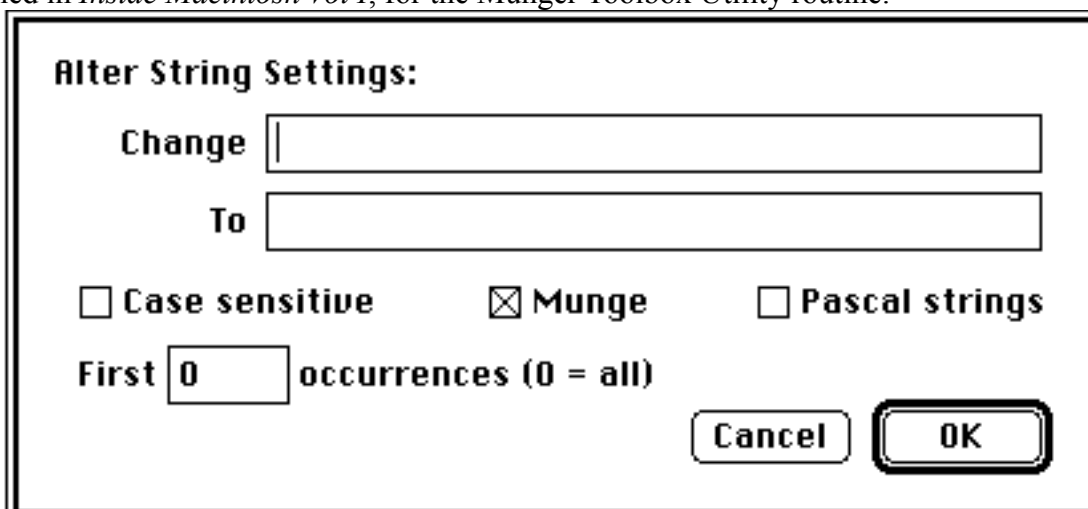 in Inside Macintosh Vol I, for the Munger Toolbox Utility routine.
Alter String Settings:
Change
To
Case sensitive Munge Pascal strings
First 0 occurrences (0 = all)
Cancel OK